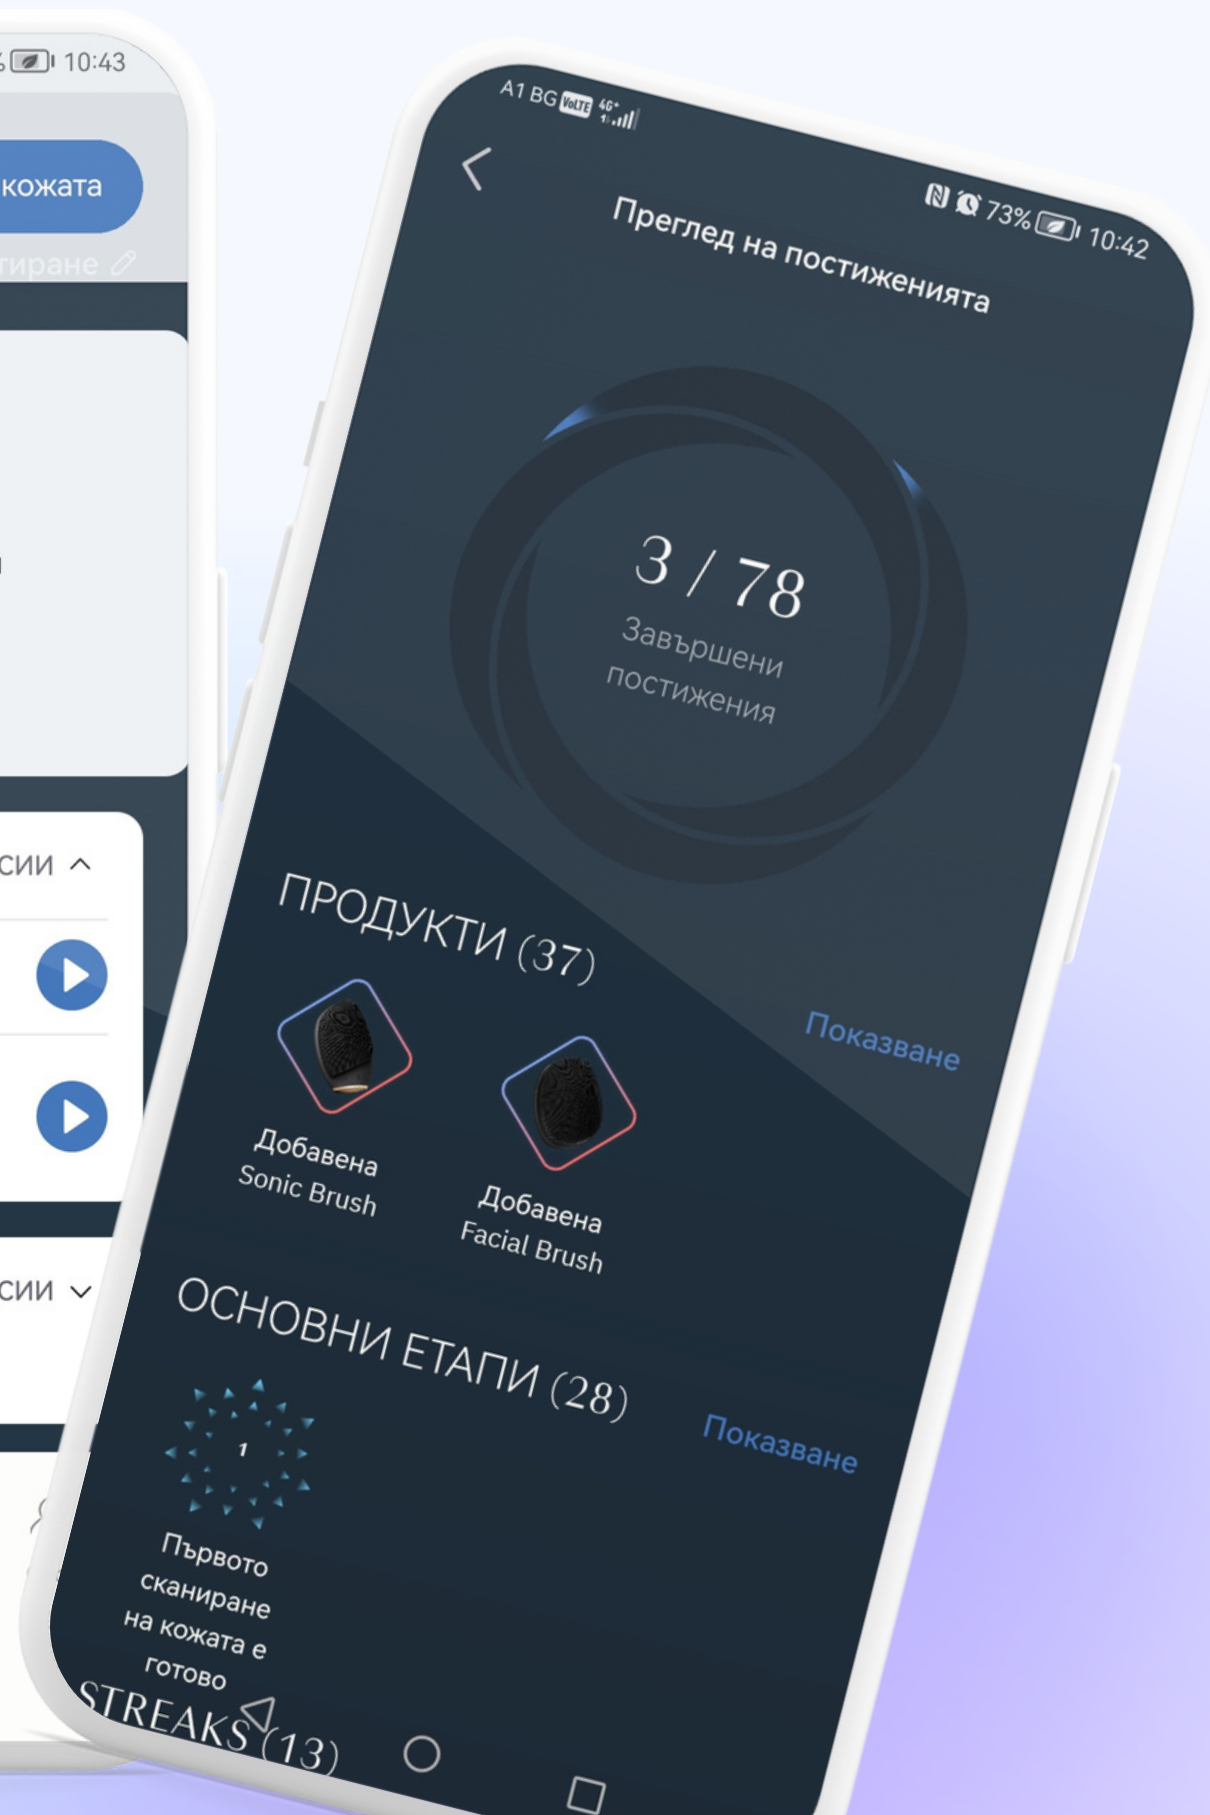 10:43
кожата
тиране
СИИ
СИИ
A1 BG VoLTE 4G+
73% 10:42
Преглед на постиженията
3 / 78
Завършени
постижения
ПРОДУКТИ (37)
Показване
Добавена
Sonic Brush
Добавена
Facial Brush
ОСНОВНИ ЕТАПИ (28)
Показване
1
Първото
сканиране
на кожата е
готово
STREAKS (13)